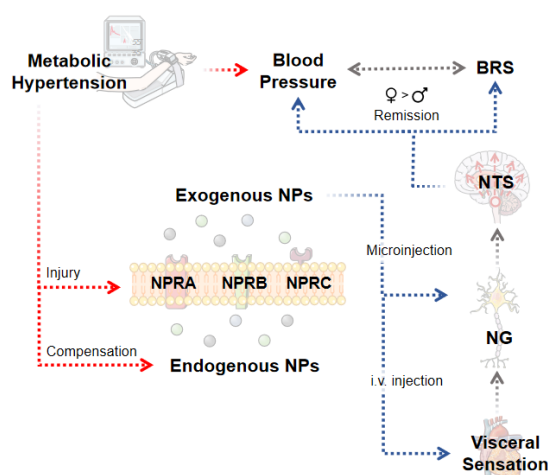 Metabolic
Hypertension
Blood
Pressure
BRS
♀ > ♂
Remission
NTS
Exogenous NPs
Microinjection
Injury
NPRA
NPRB
NPRC
NG
Compensation
Endogenous NPs
i.v. injection
Visceral
Sensation